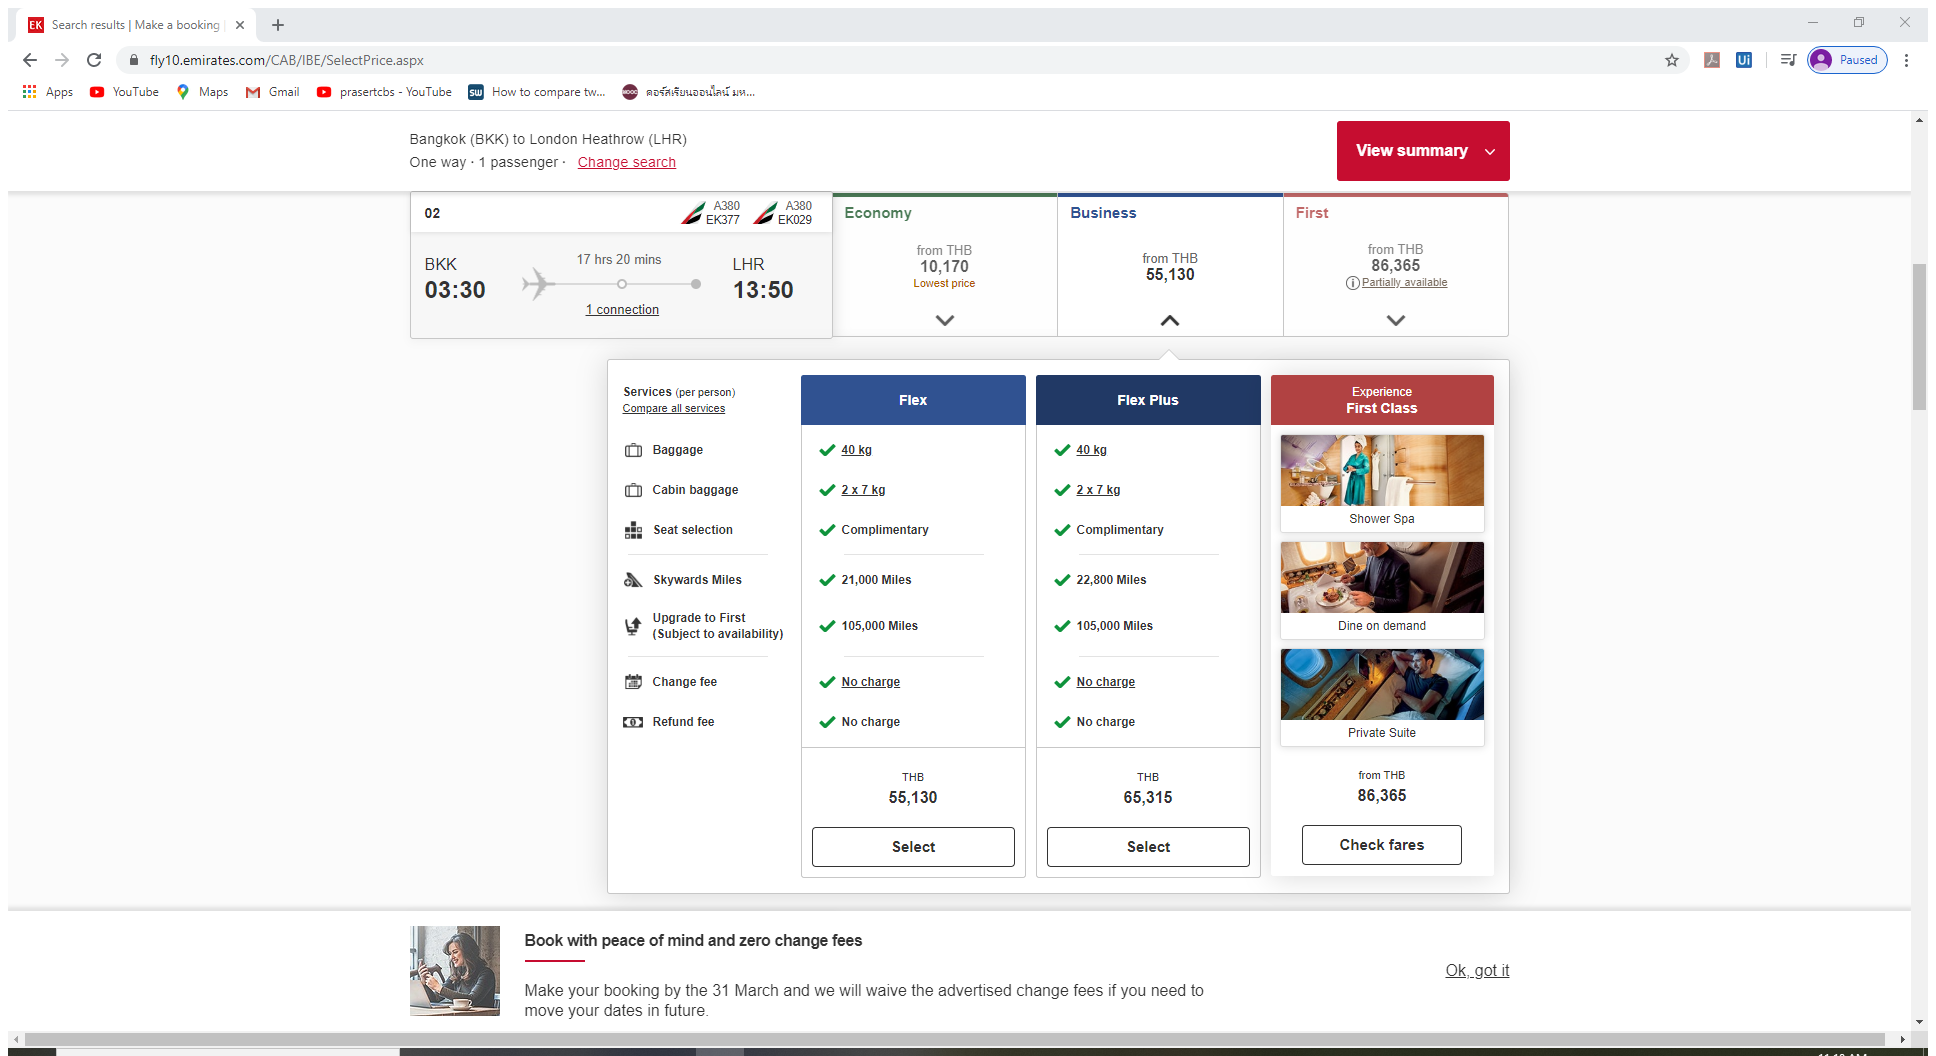 EK Search results | Make a booking
fly10.emirates.com/CAB/IBE/SelectPrice.aspx
Ui
Paused
Apps
YouTube
Maps
Gmail
prasertcbs - YouTube
SW How to compare tw...
MOOC คอร์สเรียนออนไลน์ มห...
Bangkok (BKK) to London Heathrow (LHR)
One way · 1 passenger · Change search
View summary
02
A380
EK377
A380
EK029
BKK
03:30
17 hrs 20 mins
1 connection
LHR
13:50
Economy
from THB
10,170
Lowest price
Business
from THB
55,130
First
from THB
86,365
Partially available
Services (per person)
Compare all services
Flex
Flex Plus
Experience
First Class
Baggage
40 kg
40 kg
Cabin baggage
2 x 7 kg
2 x 7 kg
Seat selection
Complimentary
Complimentary
Shower Spa
Skywards Miles
21,000 Miles
22,800 Miles
Upgrade to First
(Subject to availability)
105,000 Miles
105,000 Miles
Dine on demand
Change fee
No charge
No charge
Refund fee
No charge
No charge
Private Suite
THB
55,130
THB
65,315
from THB
86,365
Select
Select
Check fares
Book with peace of mind and zero change fees
Make your booking by the 31 March and we will waive the advertised change fees if you need to
move your dates in future.
Ok, got it